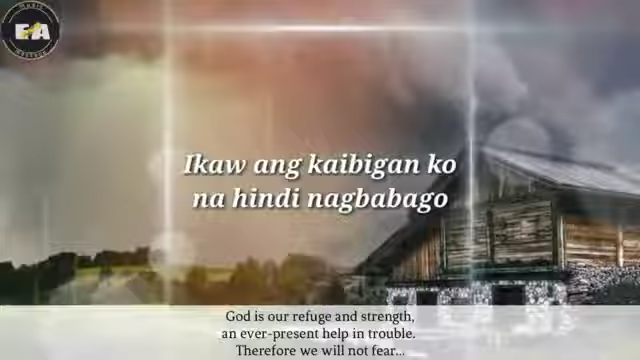 Music
E A
Ikaw ang kaibigan ko
na hindi nagbabago
God is our refuge and strength,
an ever-present help in trouble.
Therefore we will not fear...